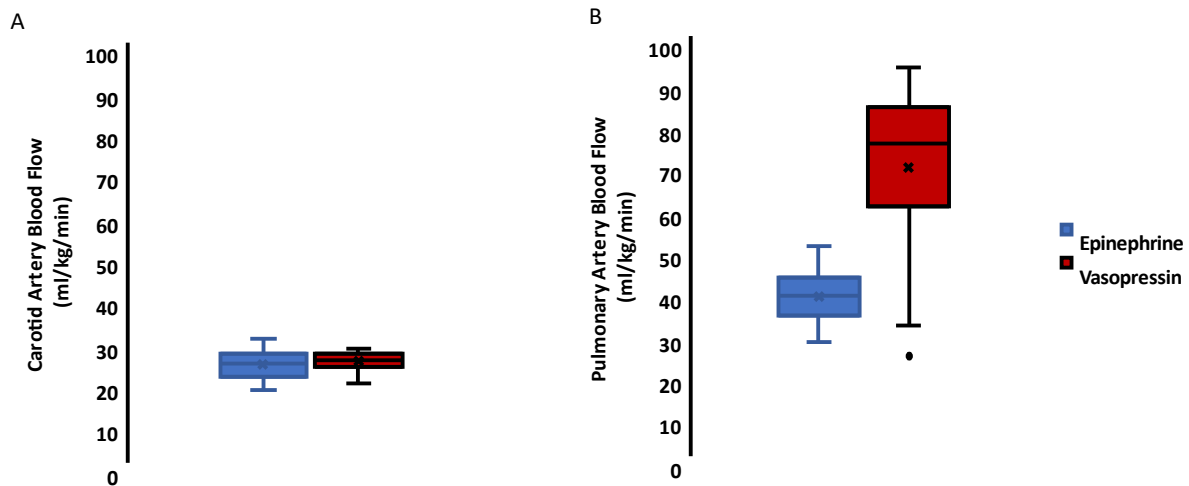 A
Carotid Artery Blood Flow
(ml/kg/min)
100
90
80
70
60
50
40
30
20
10
0
B
Pulmonary Artery Blood Flow
(ml/kg/min)
100
90
80
70
60
50
40
30
20
10
0
Epinephrine
Vasopressin